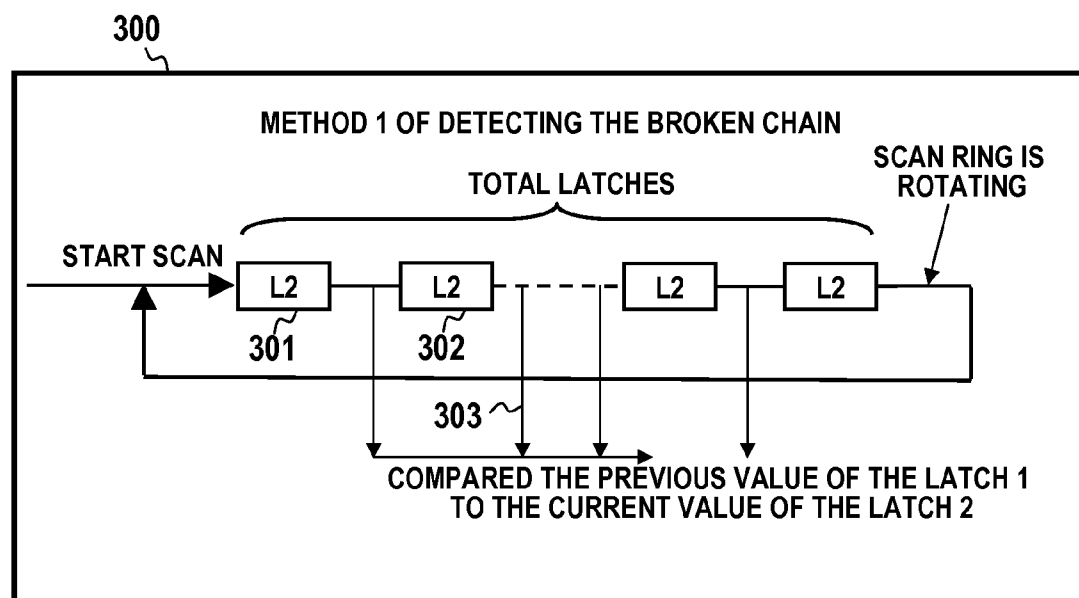 300
METHOD 1 OF DETECTING THE BROKEN CHAIN
SCAN RING IS
ROTATING
TOTAL LATCHES
START SCAN
L2
L2
L2
L2
301
302
303
COMPARED THE PREVIOUS VALUE OF THE LATCH 1
TO THE CURRENT VALUE OF THE LATCH 2